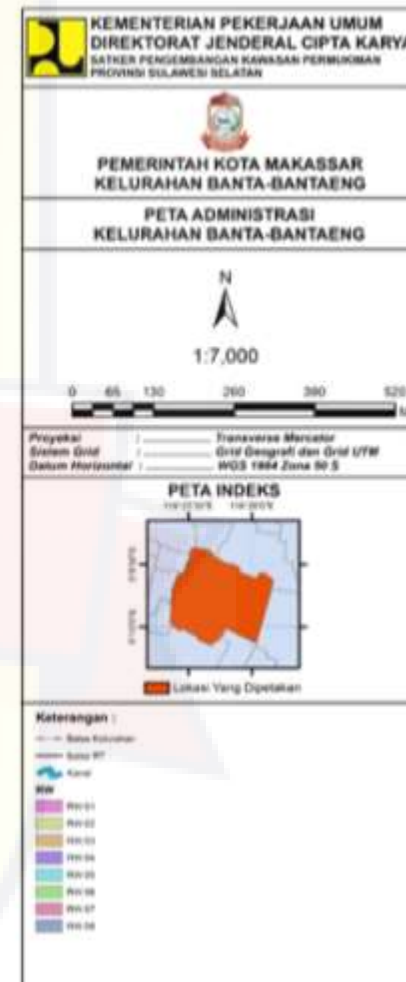 KEMENTERIAN PEKERJAAN UMUM
DIREKTORAT JENDERAL CIPTA KARYA
SATKER PENGEMBANGAN KAWASAN PERMUKIMAN
PROVINSI SULAWESI SELATAN
PEMERINTAH KOTA MAKASSAR
KELURAHAN BANTA-BANTAENG
PETA ADMINISTRASI
KELURAHAN BANTA-BANTAENG
N
1:7,000
0 65 130 260 390 520
Proyeksi : Transverse Mercator
Sistem Grid : Grid Geografi dan Grid UTM
Datum Horizontal : WGS 1984 Zona 50 S
PETA INDEKS
Lokasi Yang Dipetakan
Keterangan :
Batas Kelurahan
Batas RT
Kanal
RW
RW 01
RW 02
RW 03
RW 04
RW 05
RW 06
RW 07
RW 08